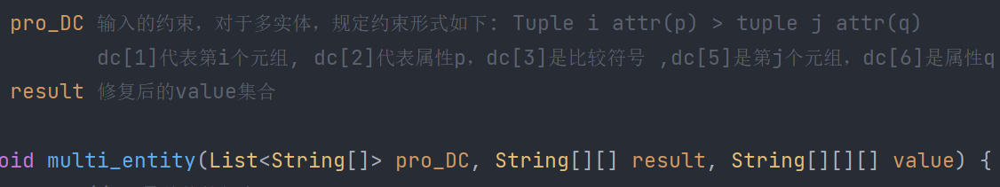 pro_DC 输入的约束，对于多实体，规定约束形式如下: Tuple i attr(p) > tuple j attr(q)
dc[1]代表第i个元组, dc[2]代表属性p，dc[3]是比较符号 ,dc[5]是第j个元组，dc[6]是属性q
result 修复后的value集合
oid multi_entity(List<String[]> pro_DC, String[][] result, String[][][] value) {